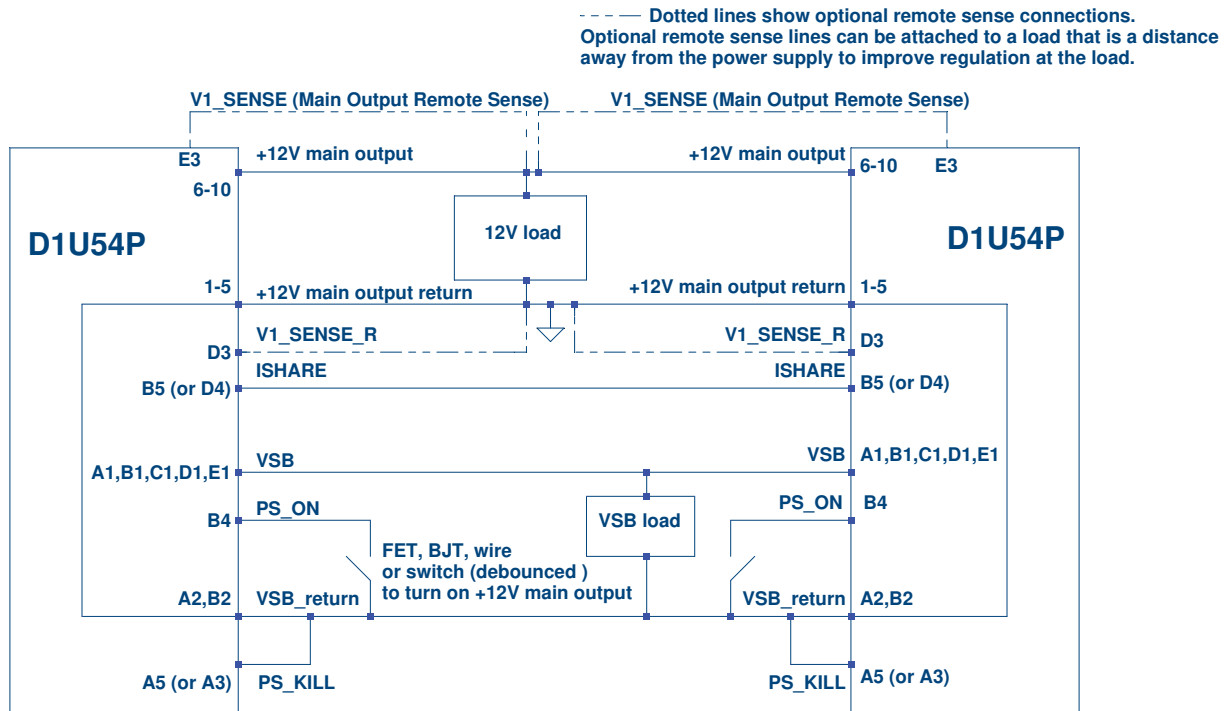 Dotted lines show optional remote sense connections.
Optional remote sense lines can be attached to a load that is a distance
away from the power supply to improve regulation at the load.
V1_SENSE (Main Output Remote Sense)
V1_SENSE (Main Output Remote Sense)
E3
+12V main output
+12V main output
6-10
E3
6-10
D1U54P
12V load
D1U54P
1-5
+12V main output return
+12V main output return
1-5
V1_SENSE_R
V1_SENSE_R
D3
D3
ISHARE
ISHARE
B5 (or D4)
B5 (or D4)
A1,B1,C1,D1,E1
VSB
VSB
A1,B1,C1,D1,E1
PS_ON
PS_ON
B4
B4
VSB load
FET, BJT, wire
or switch (debounced )
to turn on +12V main output
A2,B2
VSB_return
VSB_return
A2,B2
A5 (or A3)
PS_KILL
PS_KILL
A5 (or A3)